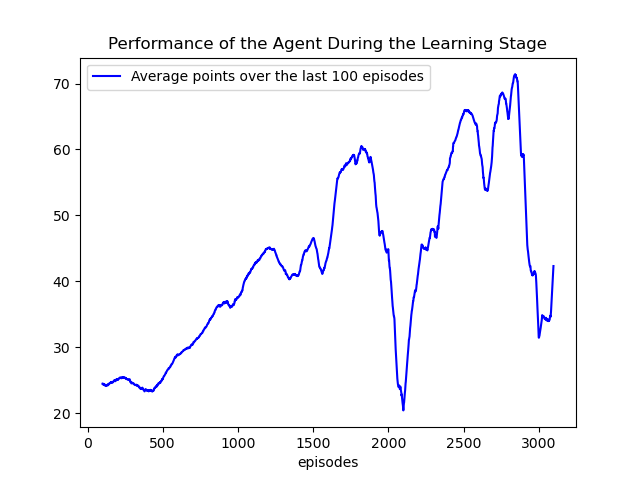 Performance of the Agent During the Learning Stage
Average points over the last 100 episodes
70
60
50
40
30
20
0 500 1000 1500 2000 2500 3000
episodes